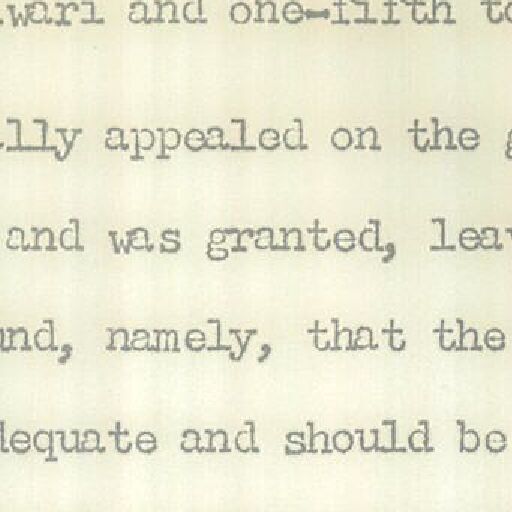 wari and one-fifth to
lly appealed on the g
and was granted, leav
und, namely, that the
dequate and should be